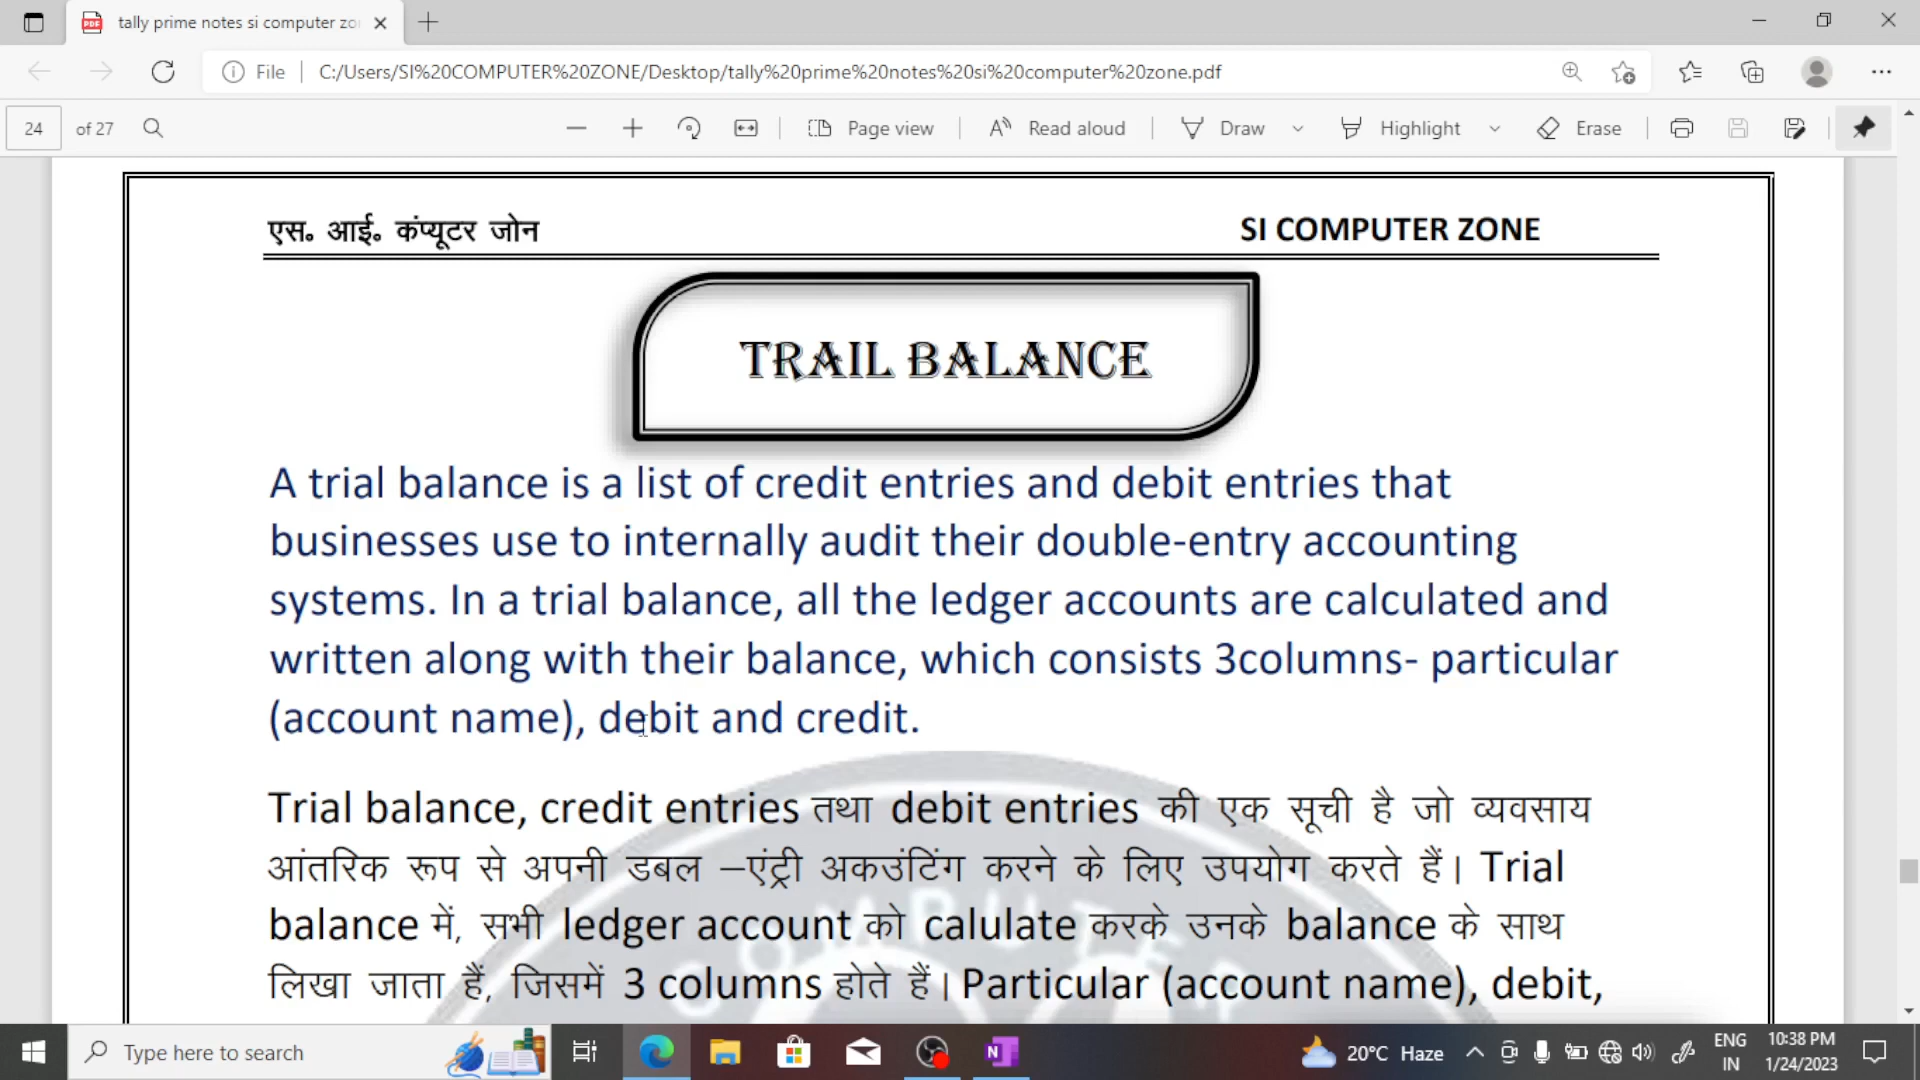 tally prime notes si computer zo
File
C:/Users/SI%20COMPUTER%20ZONE/Desktop/tally%20prime%20notes%20si%20computer%20zone.pdf
24 of 27
Page view
Read aloud
Draw
Highlight
Erase
एस॰ आई॰ कंप्यूटर जोन
SI COMPUTER ZONE
TRAIL BALANCE
A trial balance is a list of credit entries and debit entries that
businesses use to internally audit their double-entry accounting
systems. In a trial balance, all the ledger accounts are calculated and
written along with their balance, which consists 3columns- particular
(account name), debit and credit.
Trial balance, credit entries तथा debit entries की एक सूची है जो व्यवसाय
आंतरिक रूप से अपनी डबल –एंट्री अकउंटिंग करने के लिए उपयोग करते हैं। Trial
balance में, सभी ledger account को calulate करके उनके balance के साथ
लिखा जाता हैं, जिसमें 3 columns होते हैं। Particular (account name), debit,
COMPUTER
Type here to search
20°C Haze
ENG
IN
10:38 PM
1/24/2023